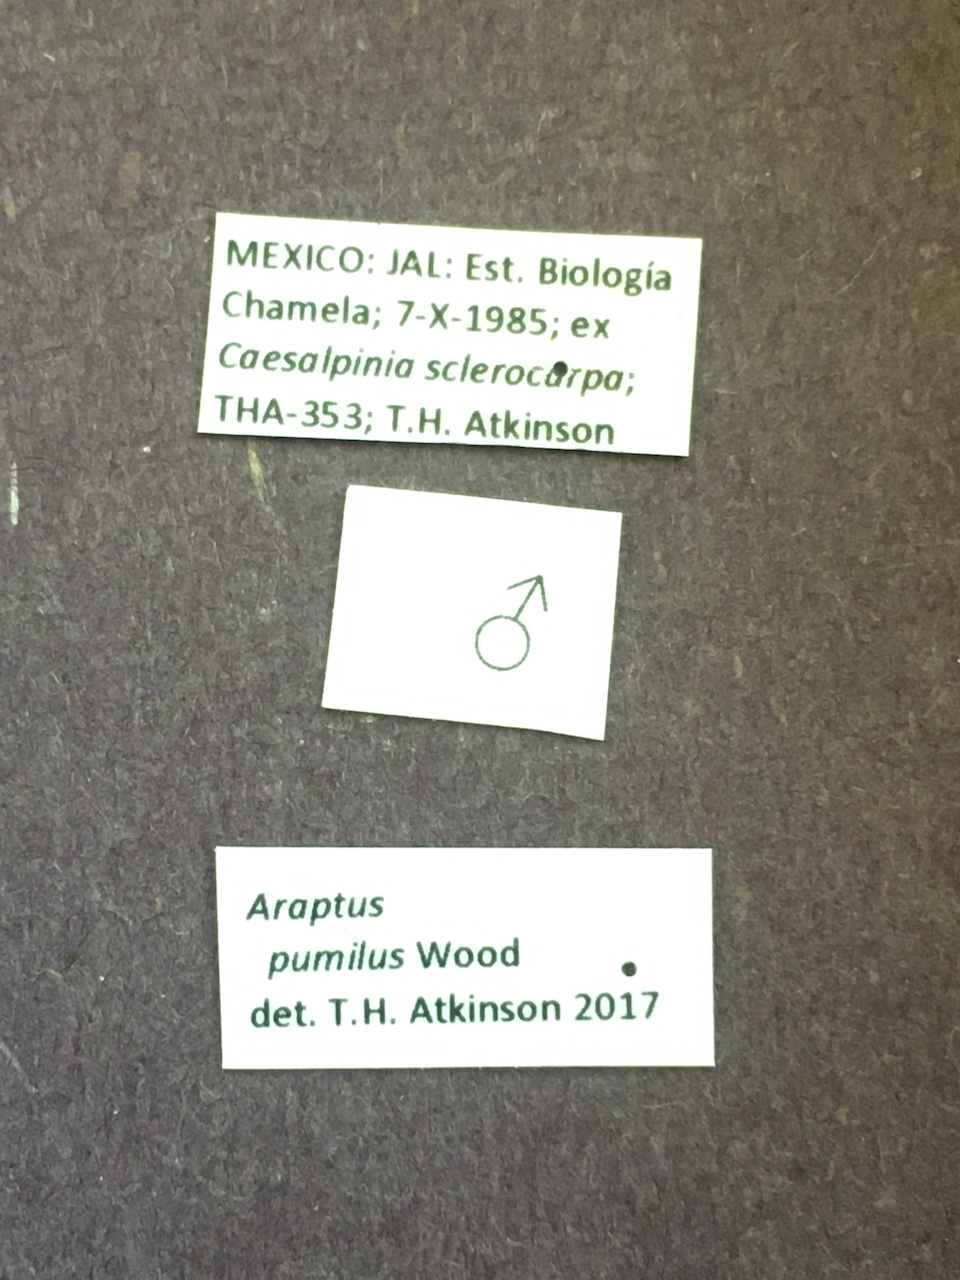 MEXICO: JAL: Est. Biología
Chamela; 7-X-1985; ex
Caesalpinia sclerocarpa;
THA-353; T.H. Atkinson
♂
Araptus
pumilus Wood
det. T.H. Atkinson 2017